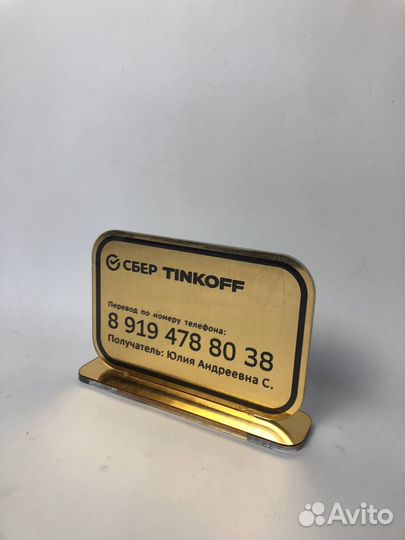 СБЕР TINKOFF
Перевод по номеру телефона:
8 919 478 80 38
Получатель: Юлия Андреевна С.
Avito